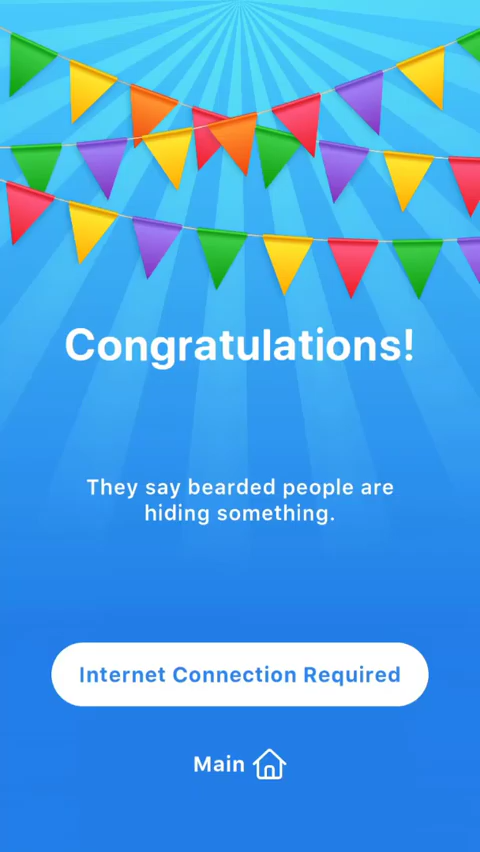 Congratulations!
They say bearded people are
hiding something.
Internet Connection Required
Main